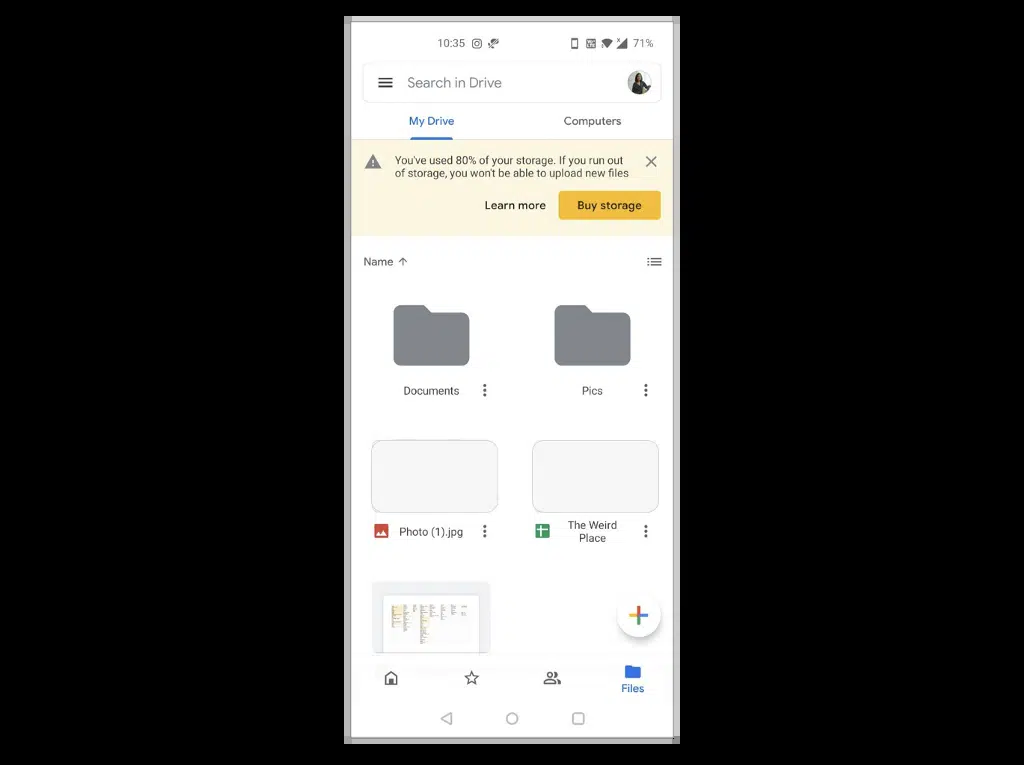 10:35 71%
Search in Drive
My Drive Computers
You've used 80% of your storage. If you run out
of storage, you won't be able to upload new files
Learn more Buy storage
Name
Documents Pics
Photo (1).jpg The Weird
Place
Files